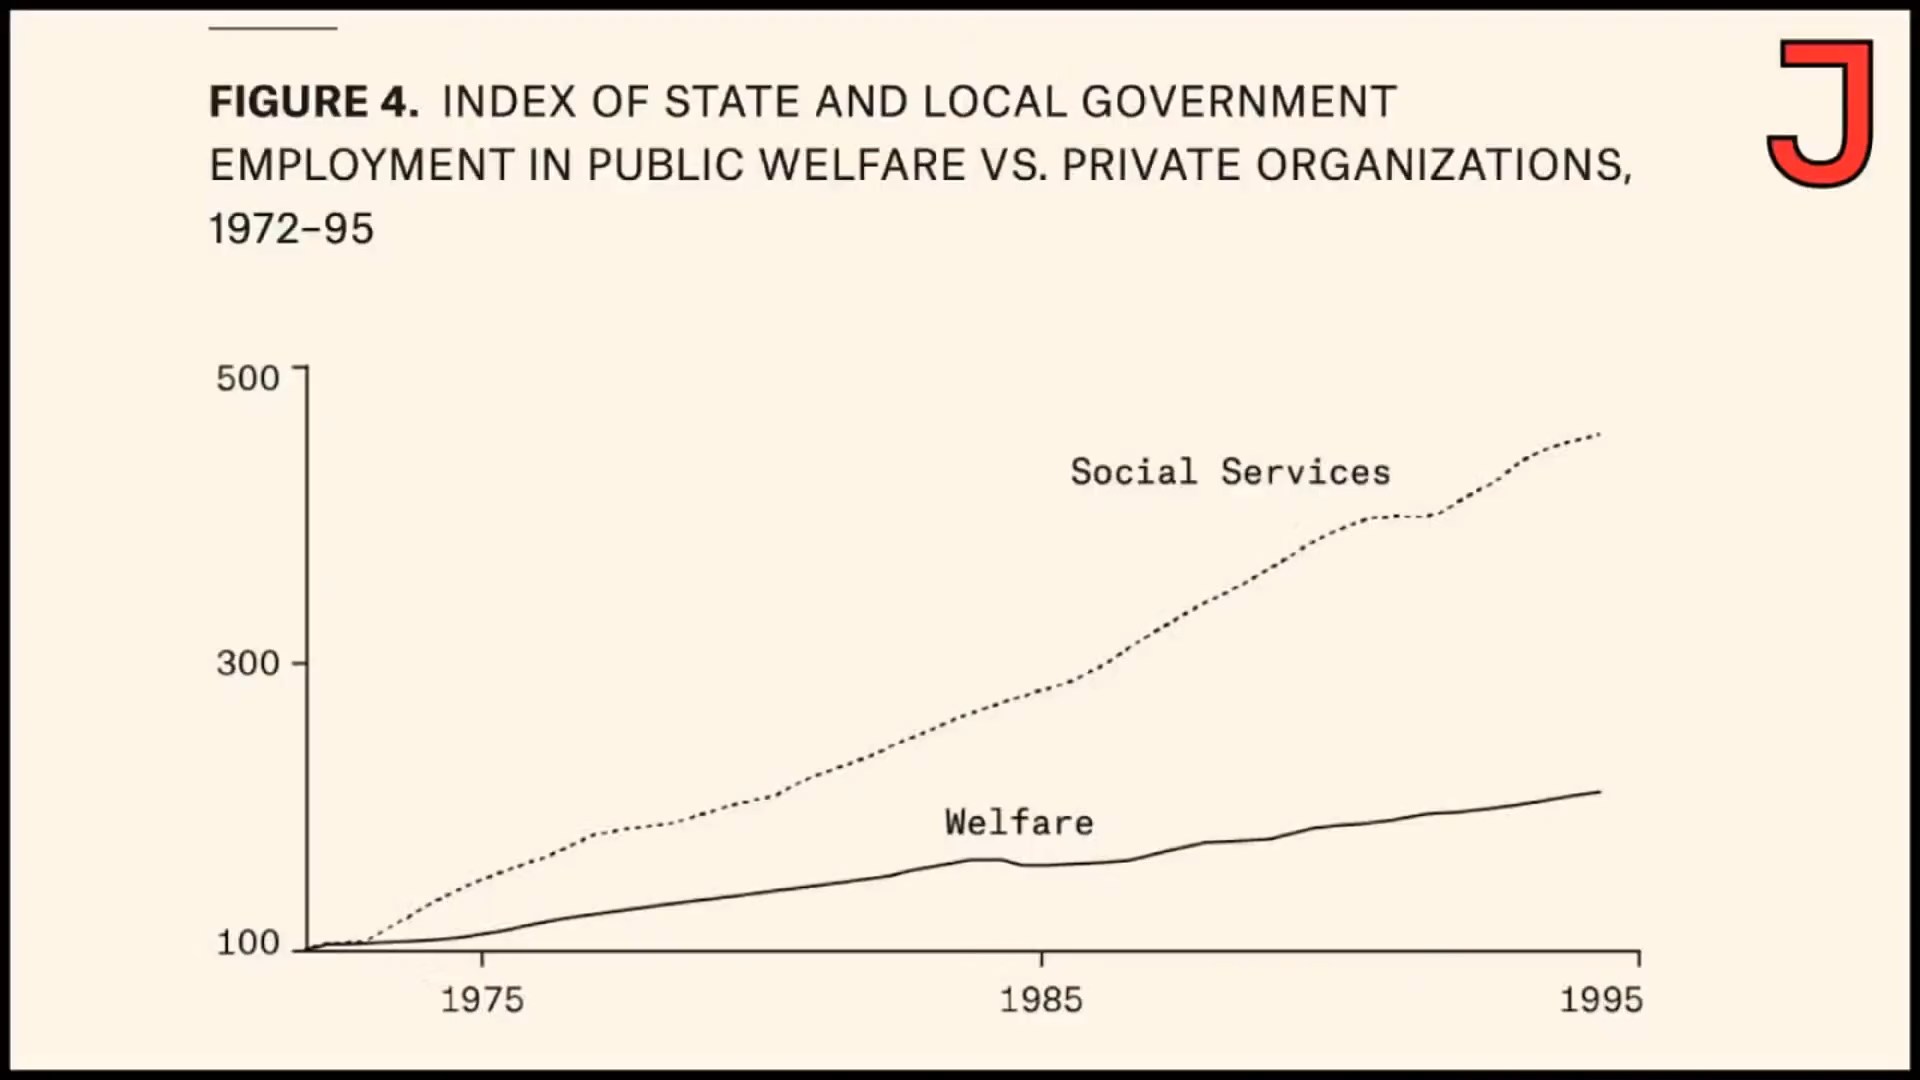 J
FIGURE 4. INDEX OF STATE AND LOCAL GOVERNMENT
EMPLOYMENT IN PUBLIC WELFARE VS. PRIVATE ORGANIZATIONS,
1972–95
500
Social Services
300
Welfare
100
1975 1985 1995